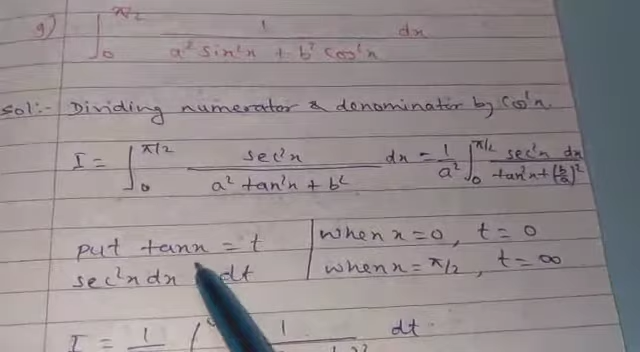 9) ∫₀^π/2 1 / (a² sin²x + b² cos²x) dx
Sol:- Dividing numerator & denominator by cos²x.
I = ∫₀^π/2 sec²x / (a² tan²x + b²) dx = 1/a² ∫₀^π/2 sec²x dx / (tan²x + (b/a)²)
put tanx = t | when x = 0, t = 0
sec²x dx dt | when x = π/2, t = ∞
I = 1 / ∫ 1 dt.